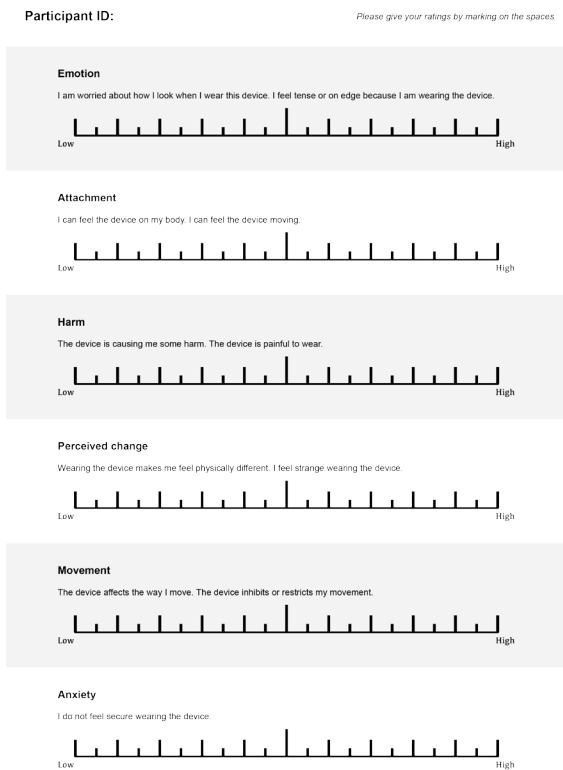 Participant ID:
Please give your ratings by marking on the spaces
Emotion
I am worried about how I look when I wear this device. I feel tense or on edge because I am wearing the device.
Low High
Attachment
I can feel the device on my body. I can feel the device moving.
Low High
Harm
The device is causing me some harm. The device is painful to wear.
Low High
Perceived change
Wearing the device makes me feel physically different. I feel strange wearing the device.
Low High
Movement
The device affects the way I move. The device inhibits or restricts my movement.
Low High
Anxiety
I do not feel secure wearing the device.
Low High